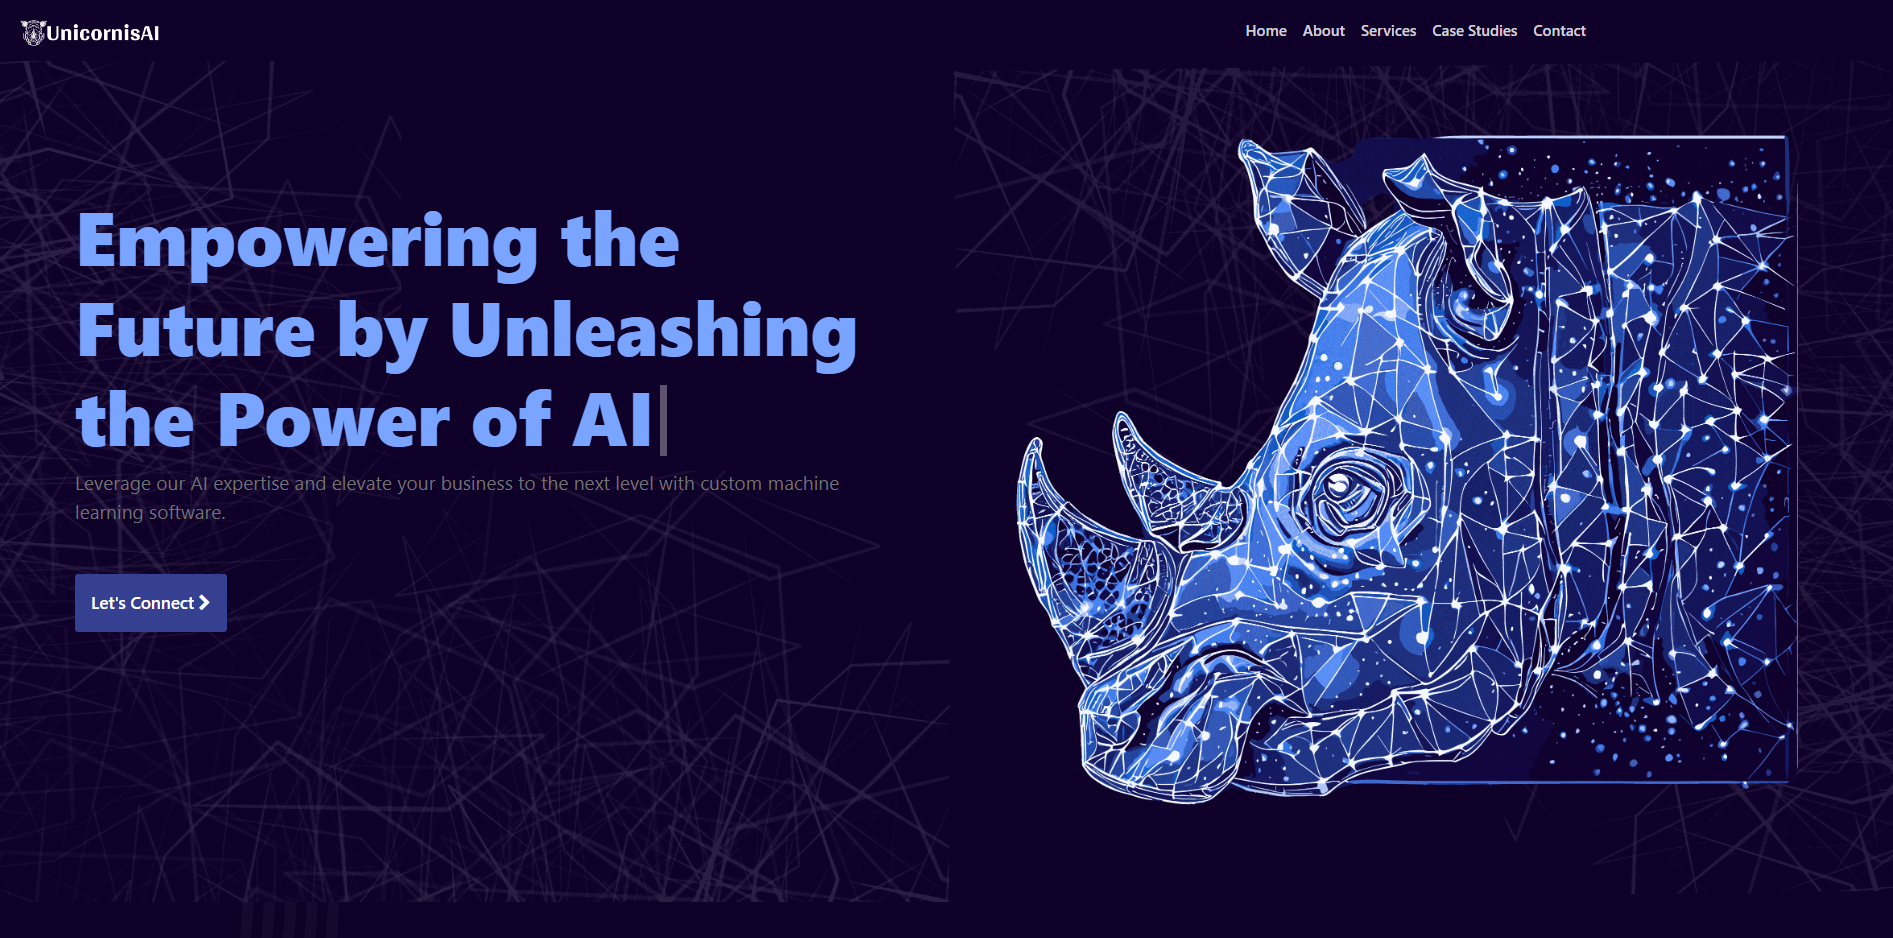 UnicornisAI
Home About Services Case Studies Contact
Empowering the
Future by Unleashing
the Power of AI
Leverage our AI expertise and elevate your business to the next level with custom machine
learning software.
Let's Connect